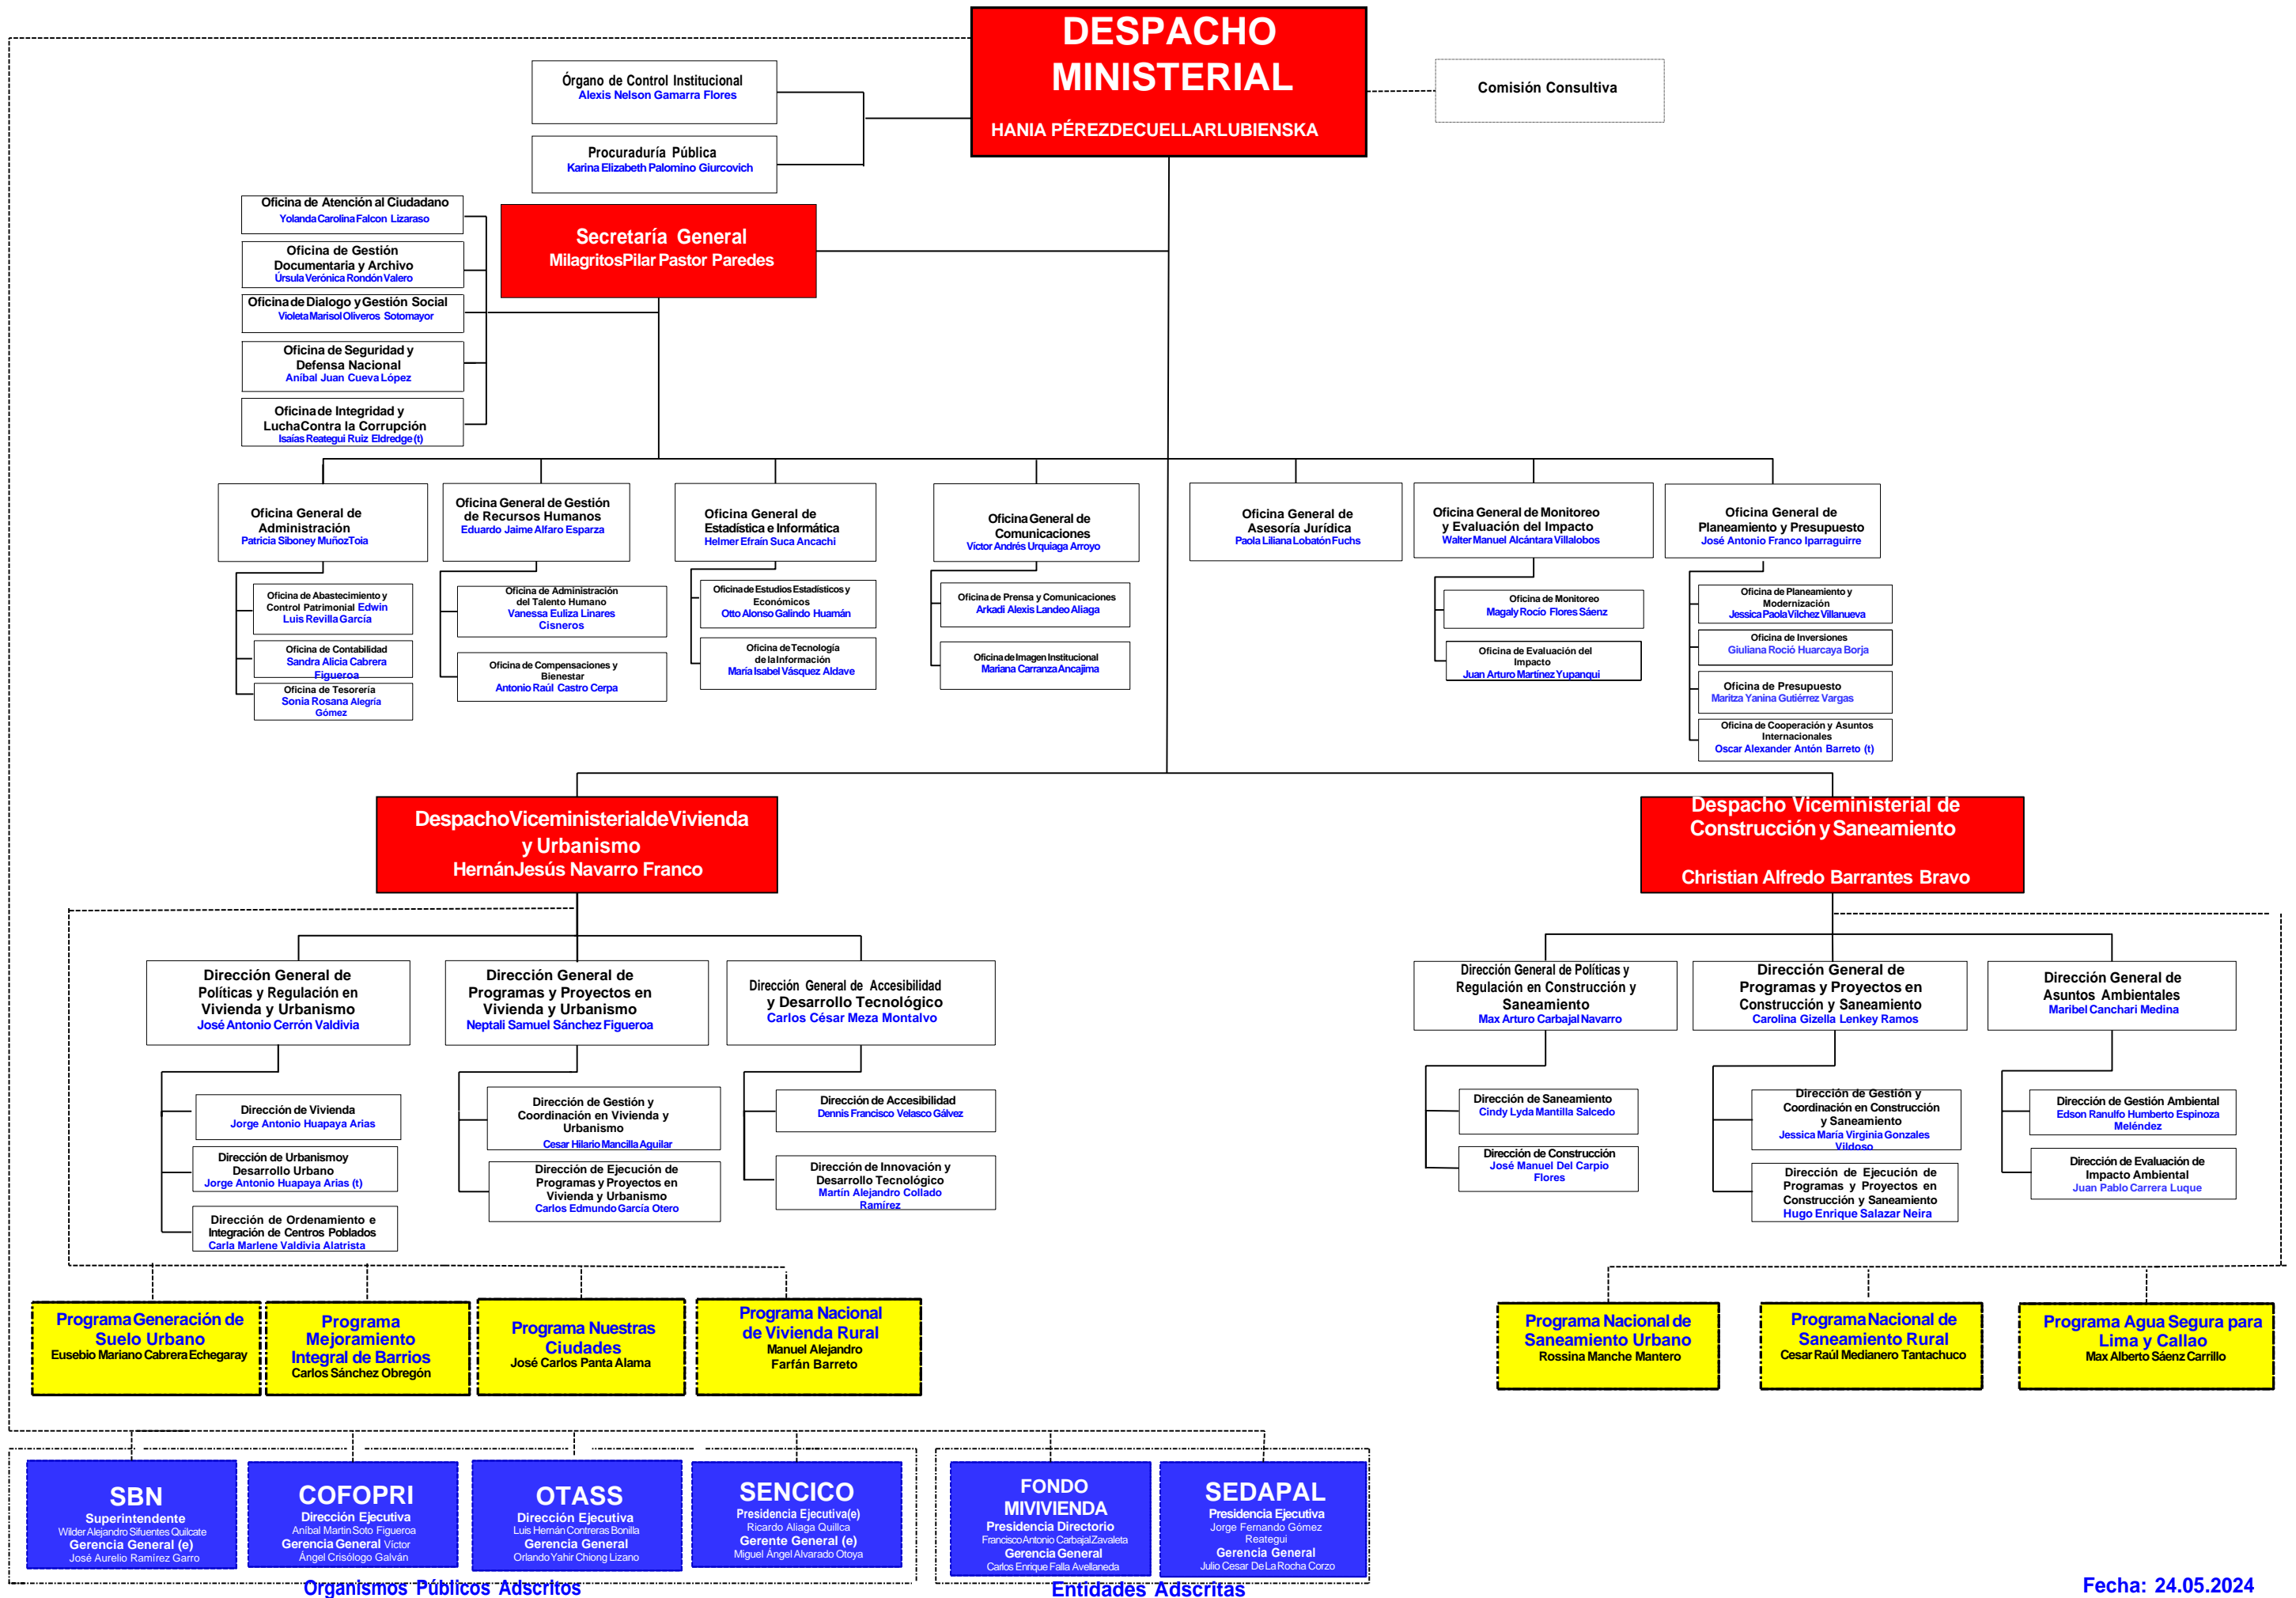 DESPACHO
MINISTERIAL
HANIA PÉREZDECUELLARLUBIENSKA
Órgano de Control Institucional
Alexis Nelson Gamarra Flores
Comisión Consultiva
Procuraduría Pública
Karina Elizabeth Palomino Giurcovich
Oficina de Atención al Ciudadano
Yolanda Carolina Falcon Lizaraso
Oficina de Gestión
Documentaria y Archivo
Úrsula Verónica Rondón Valero
Oficina de Dialogo y Gestión Social
Violeta Marisol Oliveros Sotomayor
Oficina de Seguridad y
Defensa Nacional
Aníbal Juan Cueva López
Oficina de Integridad y
LuchaContra la Corrupción
Isaías Reategui Ruiz Eldredge (t)
Secretaría General
MilagritosPilar Pastor Paredes
Oficina General de
Administración
Patricia Siboney MuñozToia
Oficina General de Gestión
de Recursos Humanos
Eduardo Jaime Alfaro Esparza
Oficina General de
Estadística e Informática
Helmer Efraín Suca Ancachi
Oficina General de
Comunicaciones
Víctor Andrés Urquiaga Arroyo
Oficina General de
Asesoría Jurídica
Paola Liliana Lobatón Fuchs
Oficina General de Monitoreo
y Evaluación del Impacto
Walter Manuel Alcántara Villalobos
Oficina General de
Planeamiento y Presupuesto
José Antonio Franco Iparraguirre
Oficina de Abastecimiento y
Control Patrimonial Edwin
Luis Revilla García
Oficina de Contabilidad
Sandra Alicia Cabrera
Figueroa
Oficina de Tesorería
Sonia Rosana Alegría
Gómez
Oficina de Administración
del Talento Humano
Vanessa Euliza Linares
Cisneros
Oficina de Compensaciones y
Bienestar
Antonio Raúl Castro Cerpa
Oficina de Estudios Estadísticos y
Económicos
Otto Alonso Galindo Huamán
Oficina de Tecnología
de la Información
María Isabel Vásquez Aldave
Oficina de Prensa y Comunicaciones
Arkadi Alexis Landeo Aliaga
Oficina de Imagen Institucional
Mariana Carranza Ancajima
Oficina de Monitoreo
Magaly Rocío Flores Sáenz
Oficina de Evaluación del
Impacto
Juan Arturo Martínez Yupanqui
Oficina de Planeamiento y
Modernización
Jessica Paola Vílchez Villanueva
Oficina de Inversiones
Giuliana Roció Huarcaya Borja
Oficina de Presupuesto
Maritza Yanina Gutiérrez Vargas
Oficina de Cooperación y Asuntos
Internacionales
Oscar Alexander Antón Barreto (t)
DespachoViceministerialdeVivienda
y Urbanismo
HernánJesús Navarro Franco
Despacho Viceministerial de
Construcción y Saneamiento
Christian Alfredo Barrantes Bravo
Dirección General de
Políticas y Regulación en
Vivienda y Urbanismo
José Antonio Cerrón Valdivia
Dirección General de
Programas y Proyectos en
Vivienda y Urbanismo
Neptali Samuel Sánchez Figueroa
Dirección General de Accesibilidad
y Desarrollo Tecnológico
Carlos César Meza Montalvo
Dirección General de Políticas y
Regulación en Construcción y
Saneamiento
Max Arturo Carbajal Navarro
Dirección General de
Programas y Proyectos en
Construcción y Saneamiento
Carolina Gizella Lenkey Ramos
Dirección General de
Asuntos Ambientales
Maribel Canchari Medina
Dirección de Vivienda
Jorge Antonio Huapaya Arias
Dirección de Urbanismoy
Desarrollo Urbano
Jorge Antonio Huapaya Arias (t)
Dirección de Ordenamiento e
Integración de Centros Poblados
Carla Marlene Valdivia Alatrista
Dirección de Gestión y
Coordinación en Vivienda y
Urbanismo
Cesar Hilario Mancilla Aguilar
Dirección de Ejecución de
Programas y Proyectos en
Vivienda y Urbanismo
Carlos Edmundo García Otero
Dirección de Accesibilidad
Dennis Francisco Velasco Gálvez
Dirección de Innovación y
Desarrollo Tecnológico
Martín Alejandro Collado
Ramírez
Dirección de Saneamiento
Cindy Lyda Mantilla Salcedo
Dirección de Construcción
José Manuel Del Carpio
Flores
Dirección de Gestión y
Coordinación en Construcción
y Saneamiento
Jessica María Virginia Gonzales
Vildoso
Dirección de Ejecución de
Programas y Proyectos en
Construcción y Saneamiento
Hugo Enrique Salazar Neira
Dirección de Gestión Ambiental
Edson Ranulfo Humberto Espinoza
Meléndez
Dirección de Evaluación de
Impacto Ambiental
Juan Pablo Carrera Luque
Programa Generación de
Suelo Urbano
Eusebio Mariano Cabrera Echegaray
Programa
Mejoramiento
Integral de Barrios
Carlos Sánchez Obregón
Programa Nuestras
Ciudades
José Carlos Panta Alama
Programa Nacional
de Vivienda Rural
Manuel Alejandro
Farfán Barreto
Programa Nacional de
Saneamiento Urbano
Rossina Manche Mantero
Programa Nacional de
Saneamiento Rural
Cesar Raúl Medianero Tantachuco
Programa Agua Segura para
Lima y Callao
Max Alberto Sáenz Carrillo
SBN
Superintendente
Wilder Alejandro Sifuentes Quilcate
Gerencia General (e)
José Aurelio Ramírez Garro
COFOPRI
Dirección Ejecutiva
Aníbal Martin Soto Figueroa
Gerencia General Víctor
Ángel Crisólogo Galván
OTASS
Dirección Ejecutiva
Luis Hernán Contreras Bonilla
Gerencia General
Orlando Yahir Chiong Lizano
SENCICO
Presidencia Ejecutiva(e)
Ricardo Aliaga Quillca
Gerente General (e)
Miguel Ángel Alvarado Otoya
FONDO
MIVIVIENDA
Presidencia Directorio
Francisco Antonio Carbajal Zavaleta
Gerencia General
Carlos Enrique Falla Avellaneda
SEDAPAL
Presidencia Ejecutiva
Jorge Fernando Gómez
Reategui
Gerencia General
Julio Cesar De La Rocha Corzo
Organismos Públicos Adscritos
Entidades Adscritas
Fecha: 24.05.2024